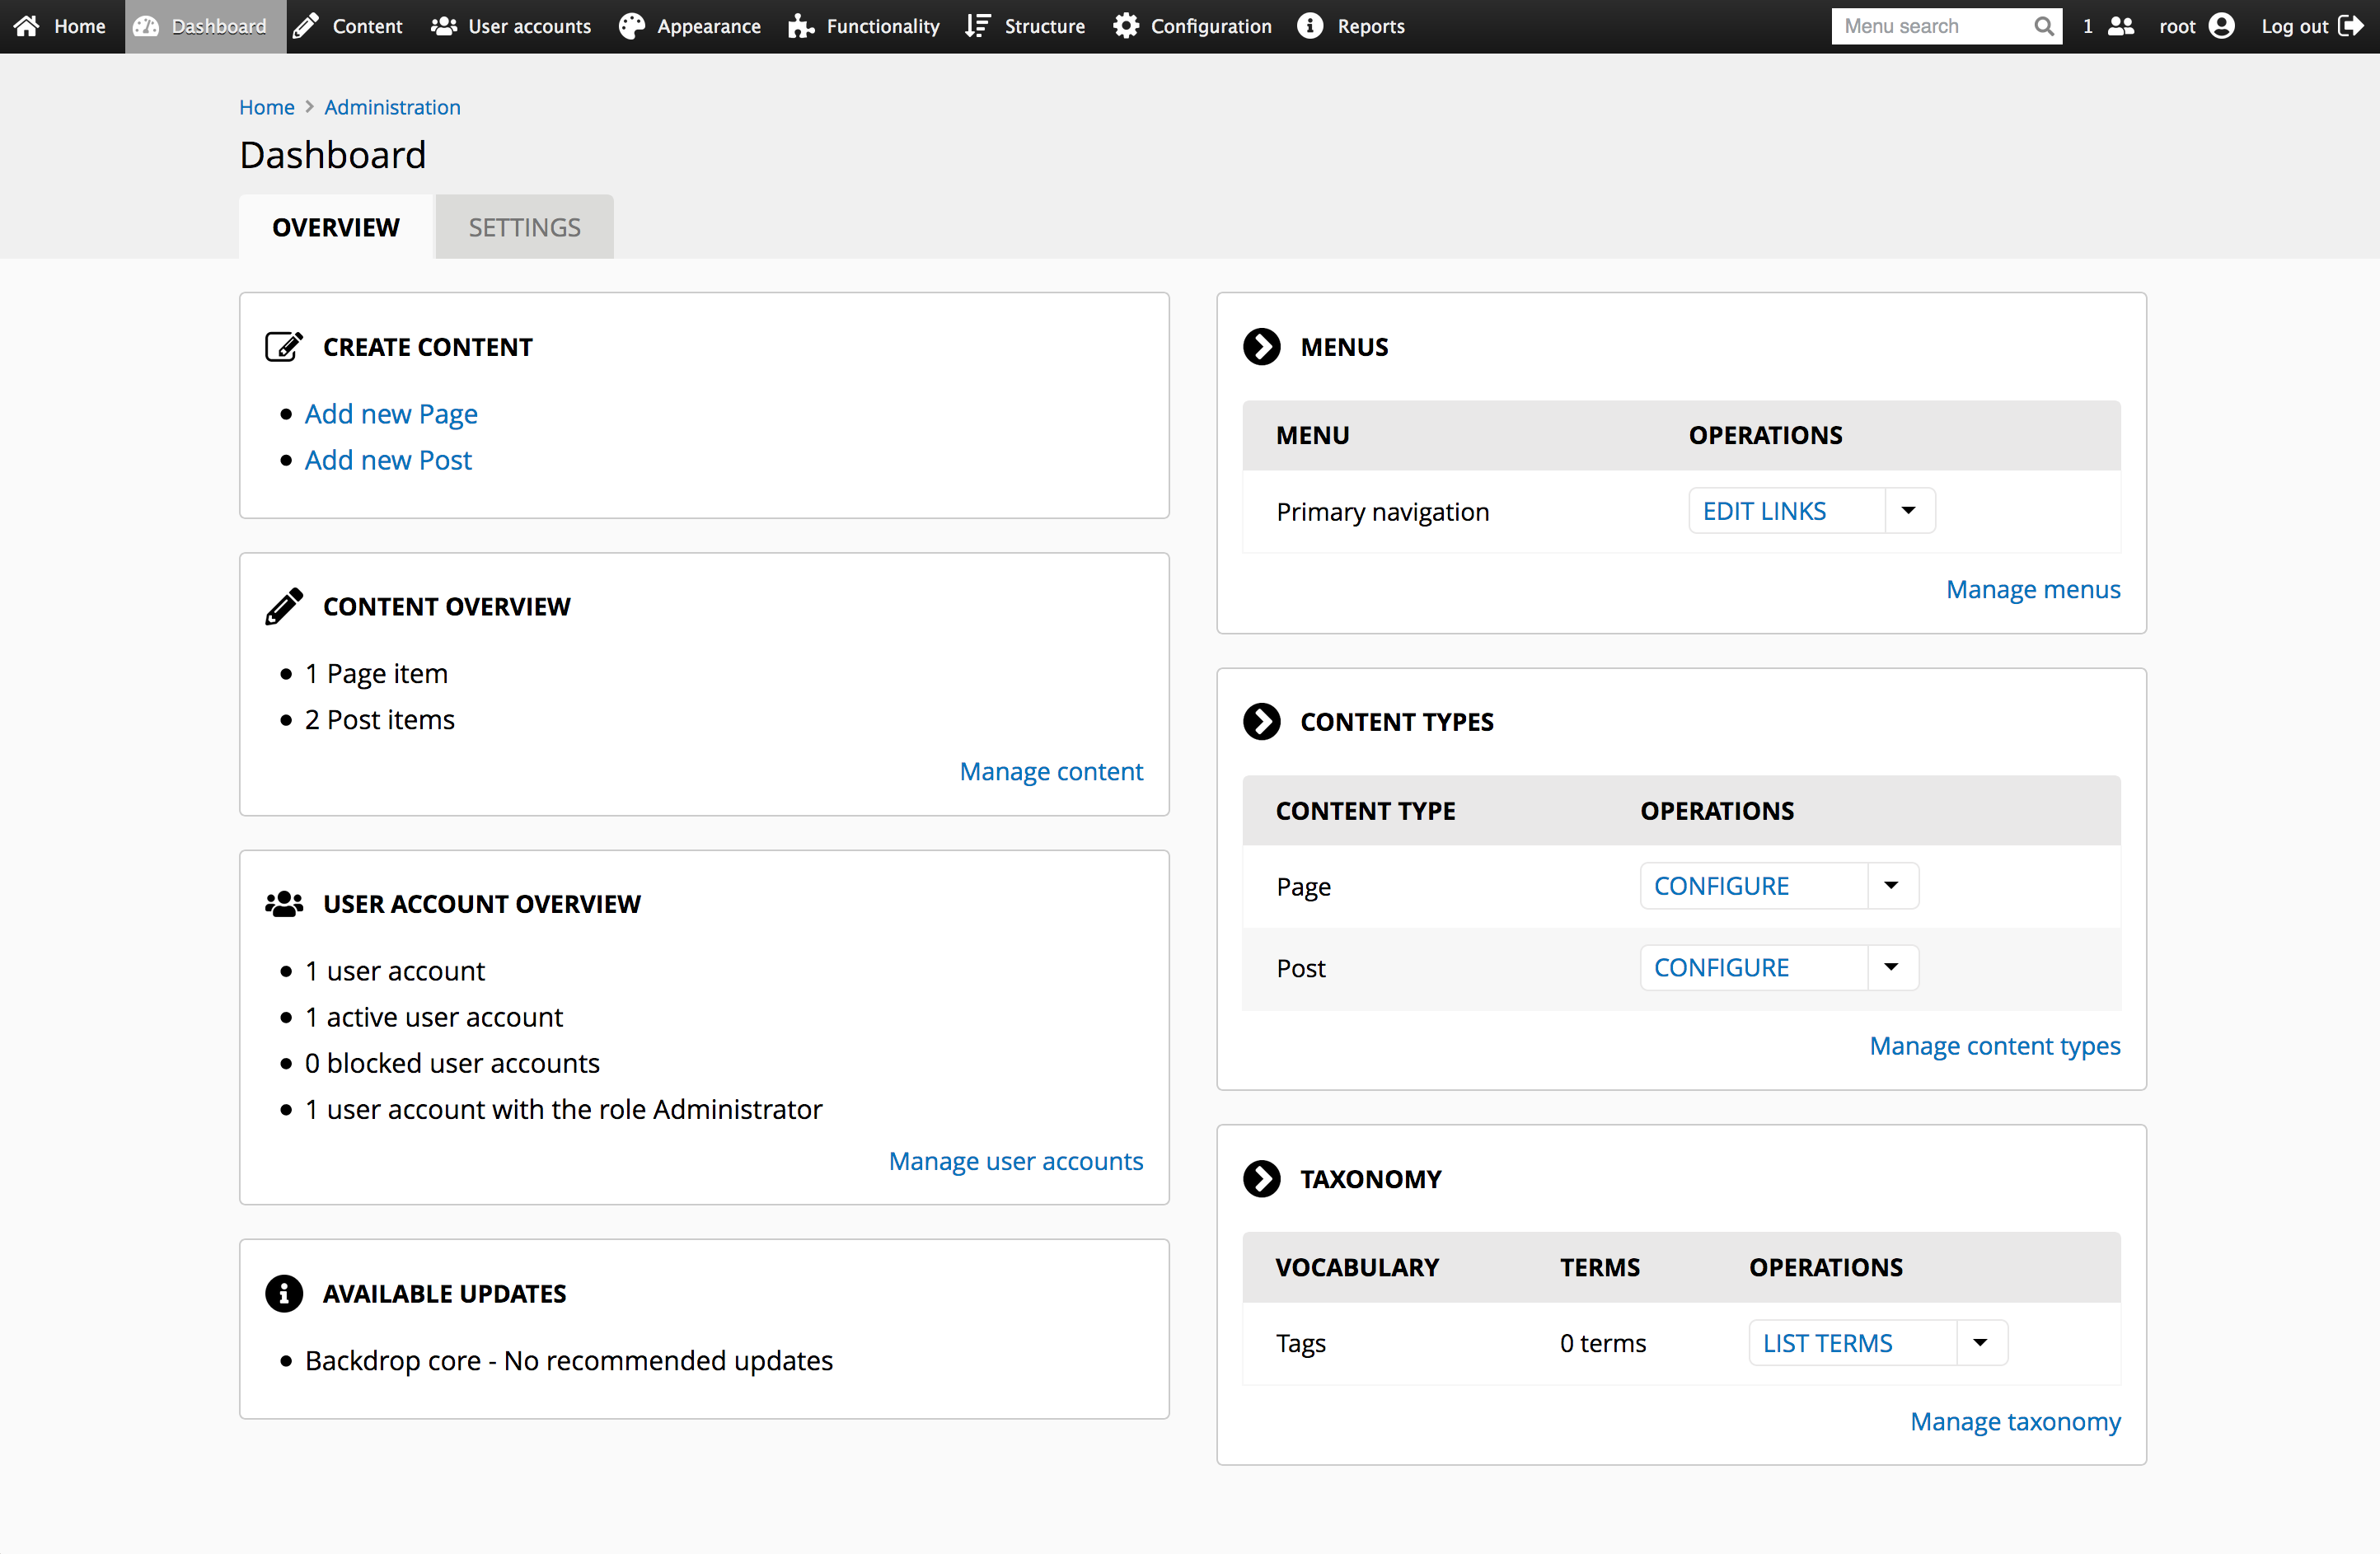 Home Dashboard Content User accounts Appearance Functionality Structure Configuration Reports Menu search 1 root Log out
Home Administration
Dashboard
OVERVIEW SETTINGS
CREATE CONTENT
Add new Page
Add new Post
CONTENT OVERVIEW
1 Page item
2 Post items
Manage content
USER ACCOUNT OVERVIEW
1 user account
1 active user account
0 blocked user accounts
1 user account with the role Administrator
Manage user accounts
AVAILABLE UPDATES
Backdrop core - No recommended updates
MENUS
MENU OPERATIONS
Primary navigation EDIT LINKS
Manage menus
CONTENT TYPES
CONTENT TYPE OPERATIONS
Page CONFIGURE
Post CONFIGURE
Manage content types
TAXONOMY
VOCABULARY TERMS OPERATIONS
Tags 0 terms LIST TERMS
Manage taxonomy